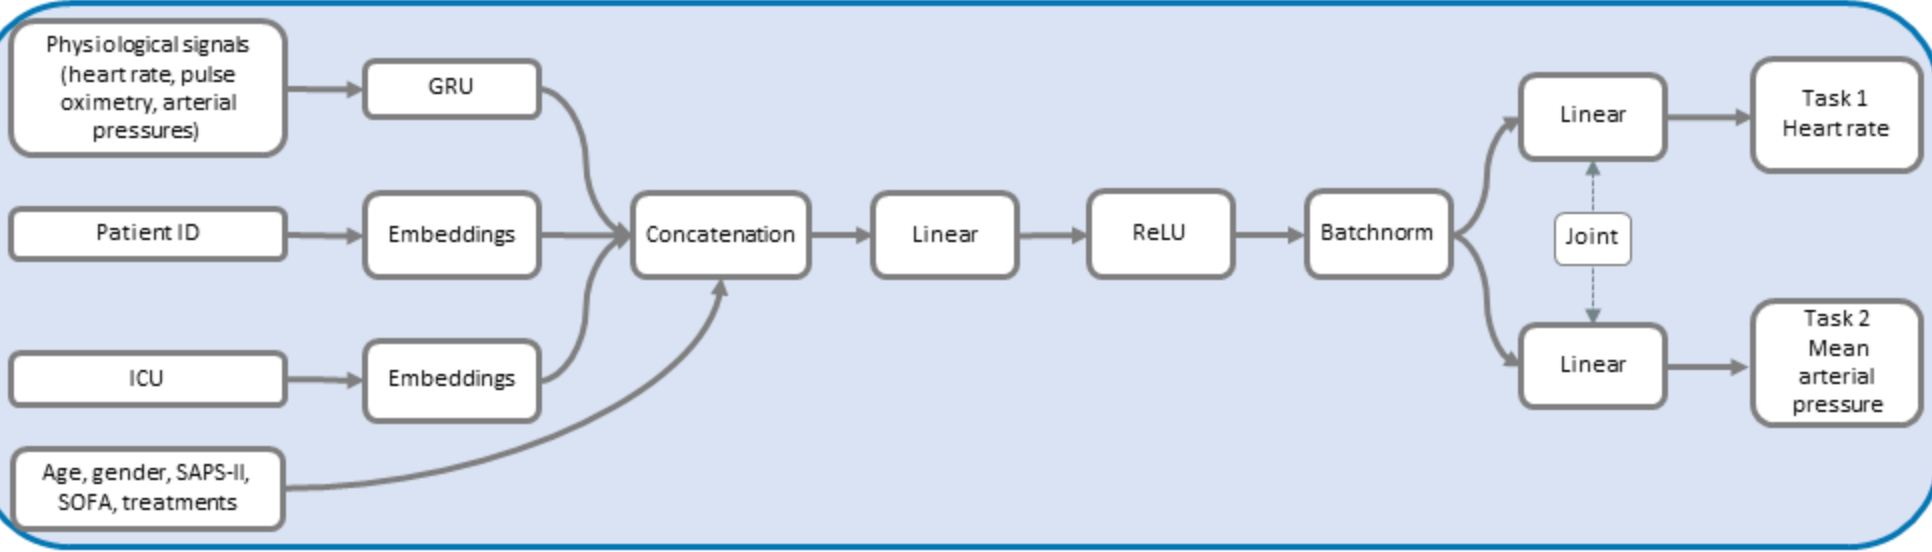 Physiological signals
(heart rate, pulse
oximetry, arterial
pressures)
GRU
Patient ID
Embeddings
ICU
Embeddings
Age, gender, SAPS-II,
SOFA, treatments
Concatenation
Linear
ReLU
Batchnorm
Linear
Joint
Linear
Task 1
Heart rate
Task 2
Mean
arterial
pressure